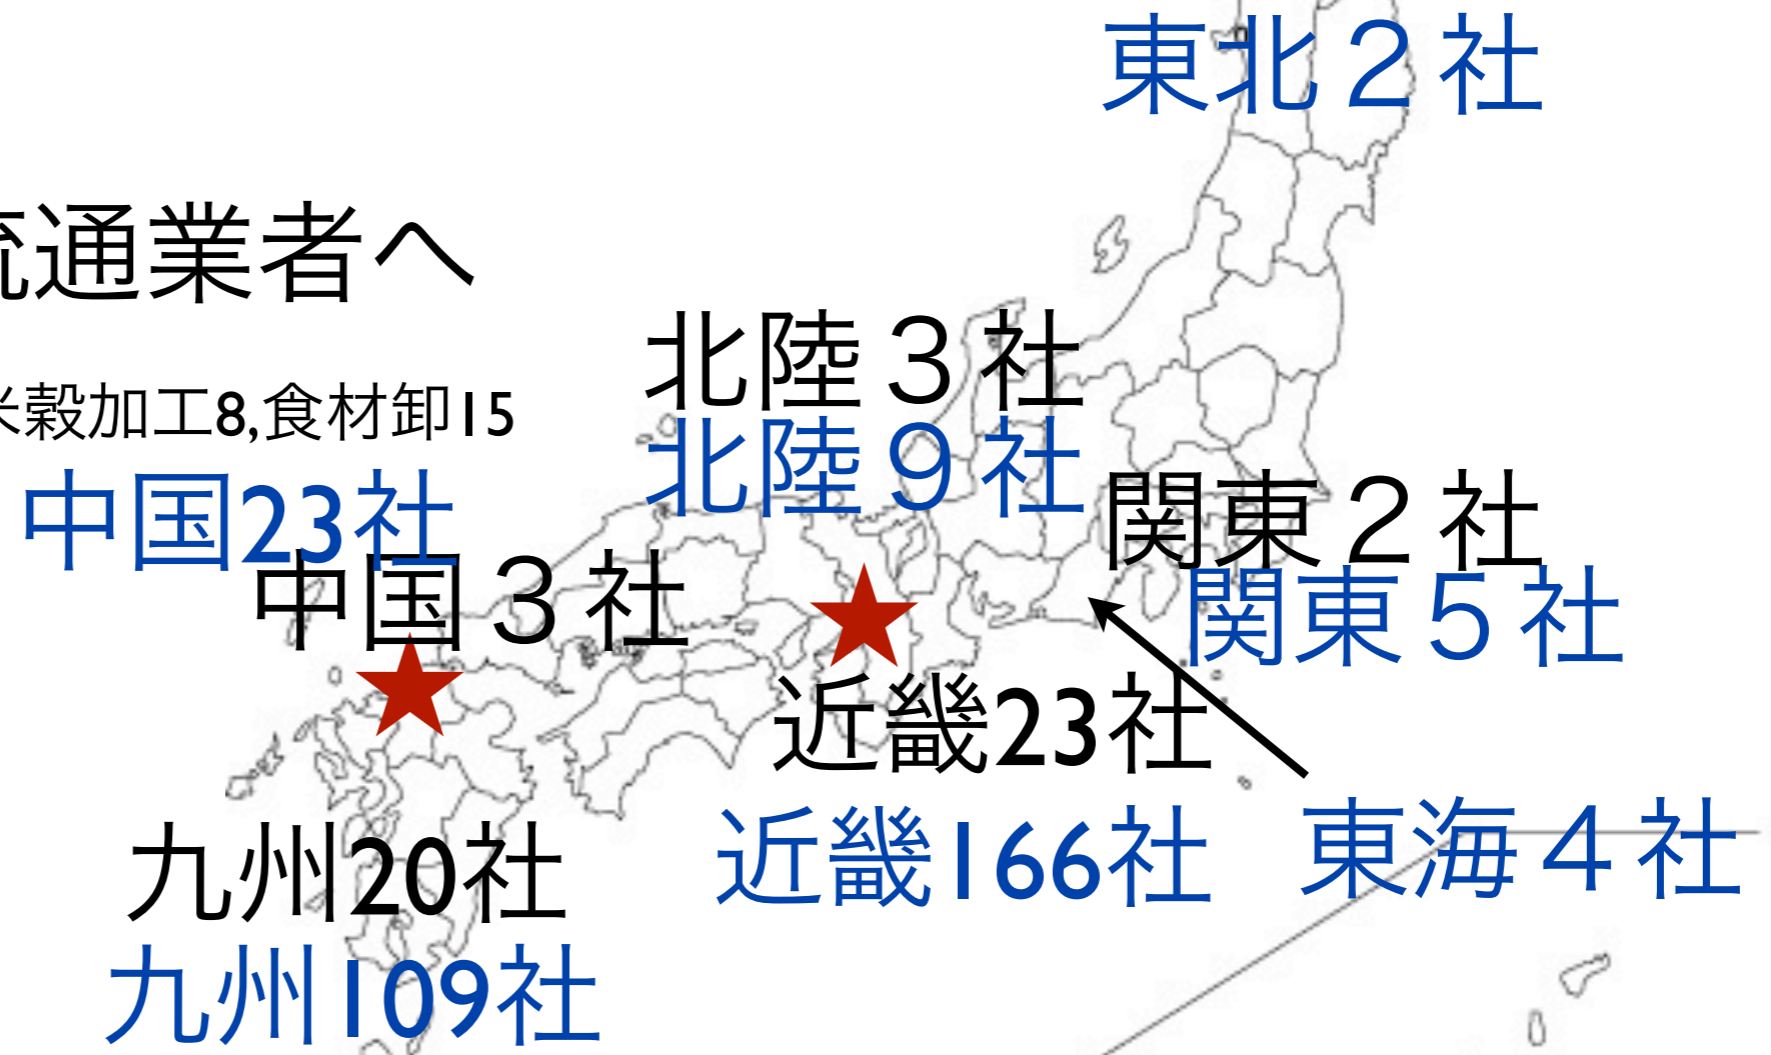 東北２社
流通業者へ
北陸３社
米穀加工8,食材卸15
北陸９社
中国23社
関東２社
中国３社
関東５社
近畿23社
近畿166社
東海４社
九州20社
九州109社